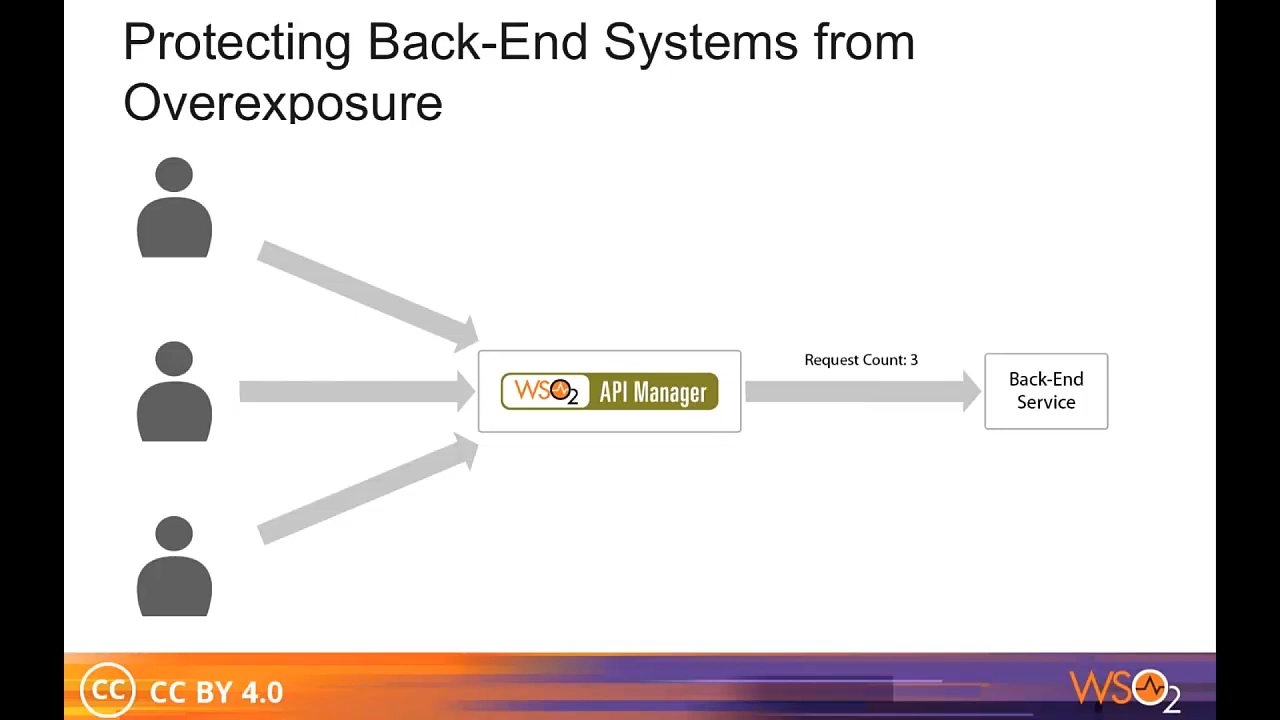 Protecting Back-End Systems from
Overexposure
Request Count: 3
WSO2 API Manager
Back-End
Service
CC CC BY 4.0
WSO2